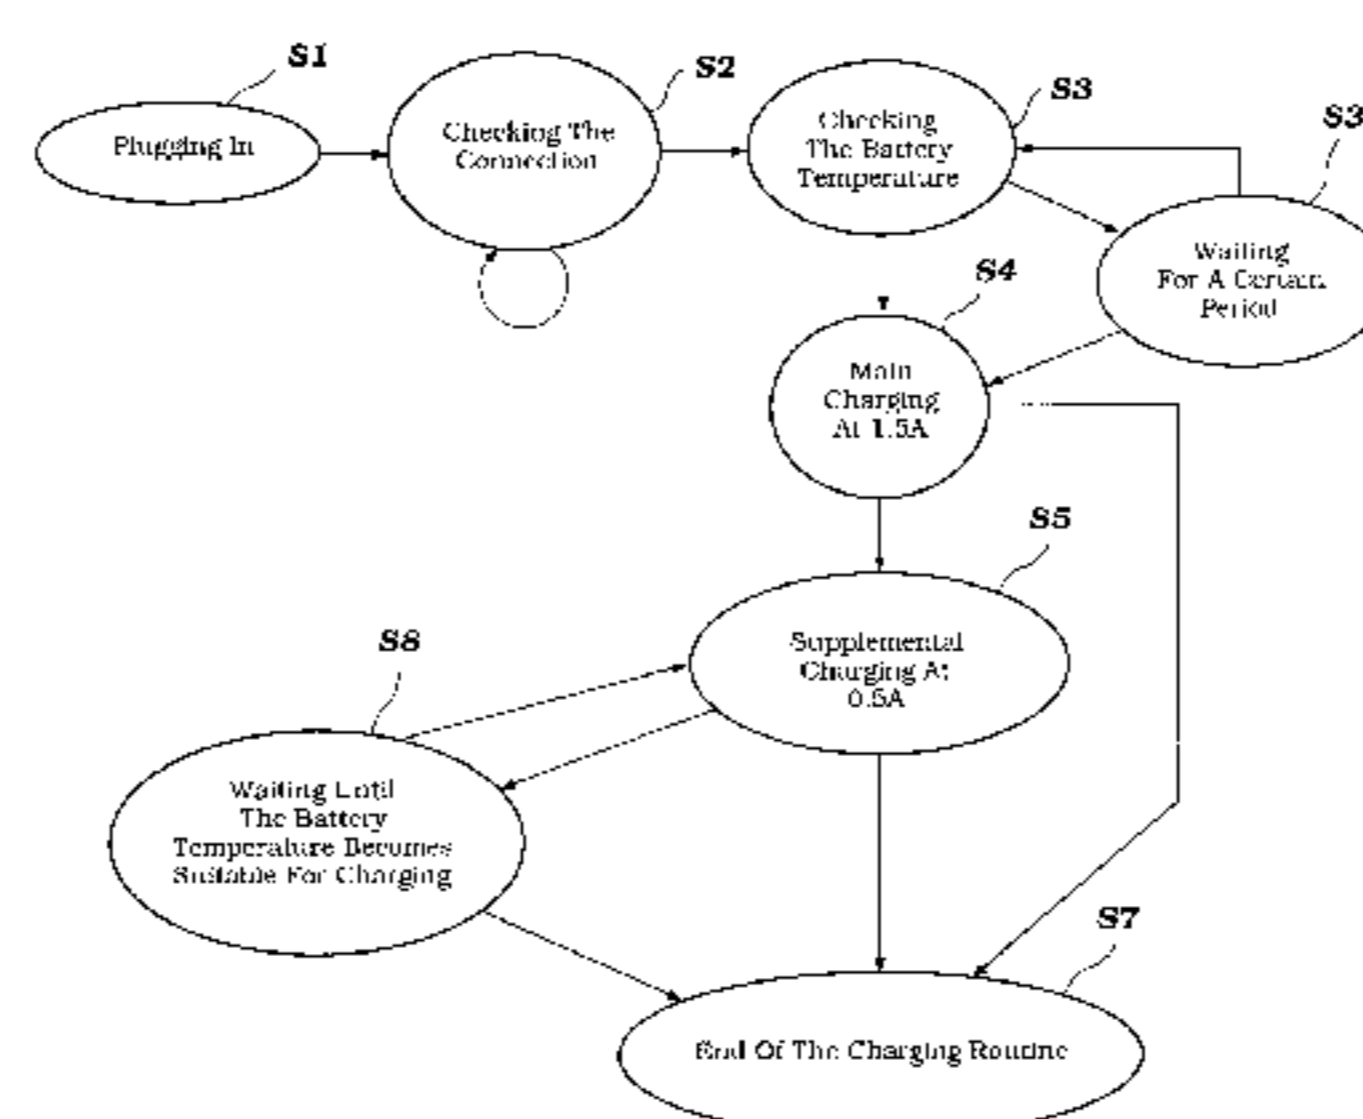 S1
Plugging In
S2
Checking The
Connection
S3
Checking
The Battery
Temperature
S3
Waiting
For A Certain
Period
S4
Main
Charging
At 1.5A
S5
Supplemental
Charging At
0.5A
S8
Waiting Until
The Battery
Temperature Becomes
Suitable For Charging
S7
End Of The Charging Routine